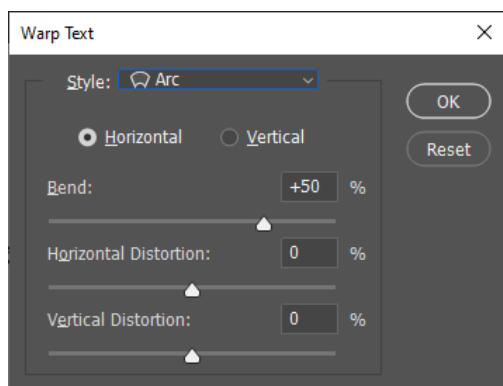 Warp Text
Style: Arc
OK
Horizontal Vertical
Reset
Bend: +50 %
Horizontal Distortion: 0 %
Vertical Distortion: 0 %